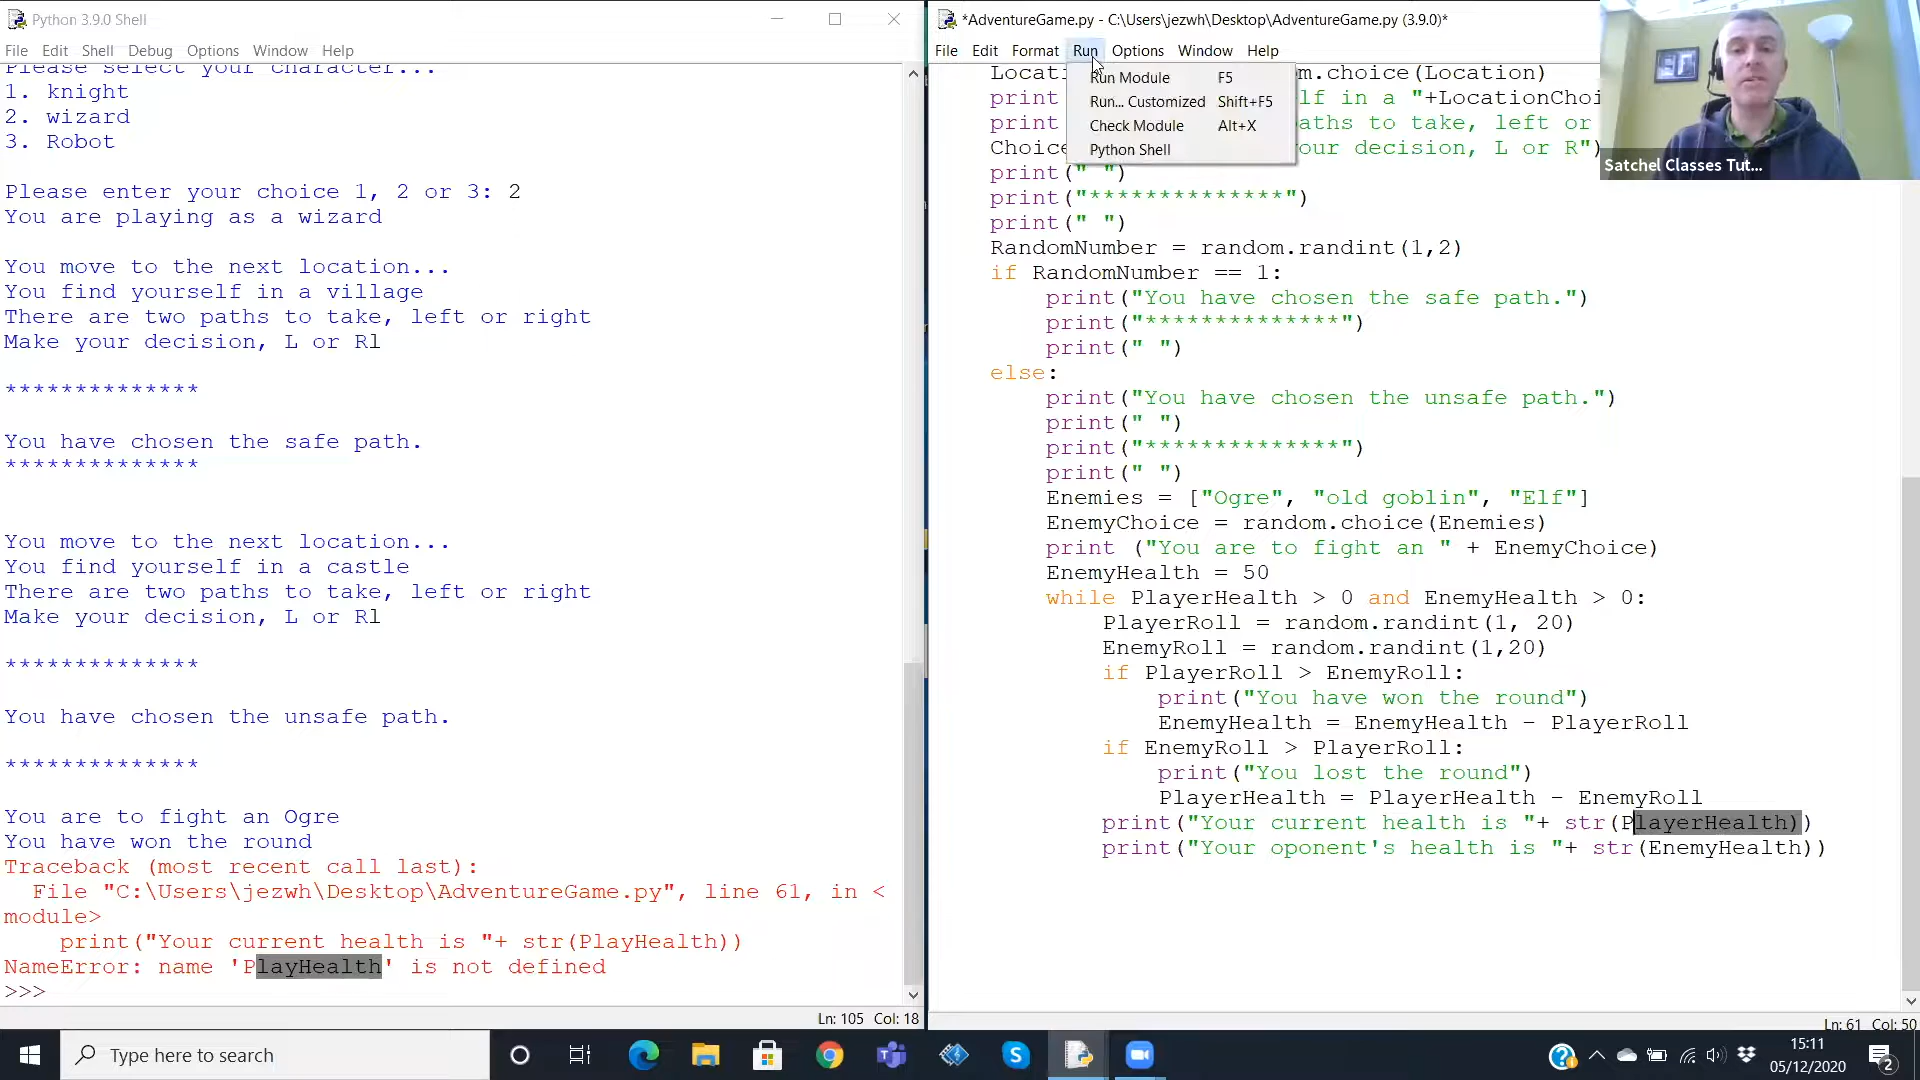 Python 3.9.0 Shell
File Edit Shell Debug Options Window Help
Please select your character...
1. knight
2. wizard
3. Robot
Please enter your choice 1, 2 or 3: 2
You are playing as a wizard
You move to the next location...
You find yourself in a village
There are two paths to take, left or right
Make your decision, L or Rl
**************
You have chosen the safe path.
**************
You move to the next location...
You find yourself in a castle
There are two paths to take, left or right
Make your decision, L or Rl
**************
You have chosen the unsafe path.
**************
You are to fight an Ogre
You have won the round
Traceback (most recent call last):
File "C:\Users\jezwh\Desktop\AdventureGame.py", line 61, in <
module>
print("Your current health is "+ str(PlayHealth))
NameError: name 'PlayHealth' is not defined
>>>
Ln: 105 Col: 18
*AdventureGame.py - C:\Users\jezwh\Desktop\AdventureGame.py (3.9.0)*
File Edit Format Run Options Window Help
Run Module F5
Run... Customized Shift+F5
Check Module Alt+X
Python Shell
Locati m.choice(Location)
print lf in a "+LocationChoi
print aths to take, left or
Choice our decision, L or R")
print(" ")
print("**************")
print(" ")
RandomNumber = random.randint(1,2)
if RandomNumber == 1:
print("You have chosen the safe path.")
print("**************")
print(" ")
else:
print("You have chosen the unsafe path.")
print(" ")
print("**************")
print(" ")
Enemies = ["Ogre", "old goblin", "Elf"]
EnemyChoice = random.choice(Enemies)
print ("You are to fight an " + EnemyChoice)
EnemyHealth = 50
while PlayerHealth > 0 and EnemyHealth > 0:
PlayerRoll = random.randint(1, 20)
EnemyRoll = random.randint(1,20)
if PlayerRoll > EnemyRoll:
print("You have won the round")
EnemyHealth = EnemyHealth - PlayerRoll
if EnemyRoll > PlayerRoll:
print("You lost the round")
PlayerHealth = PlayerHealth - EnemyRoll
print("Your current health is "+ str(PlayerHealth))
print("Your oponent's health is "+ str(EnemyHealth))
Ln: 61 Col: 50
Satchel Classes Tut...
Type here to search
15:11
05/12/2020
2